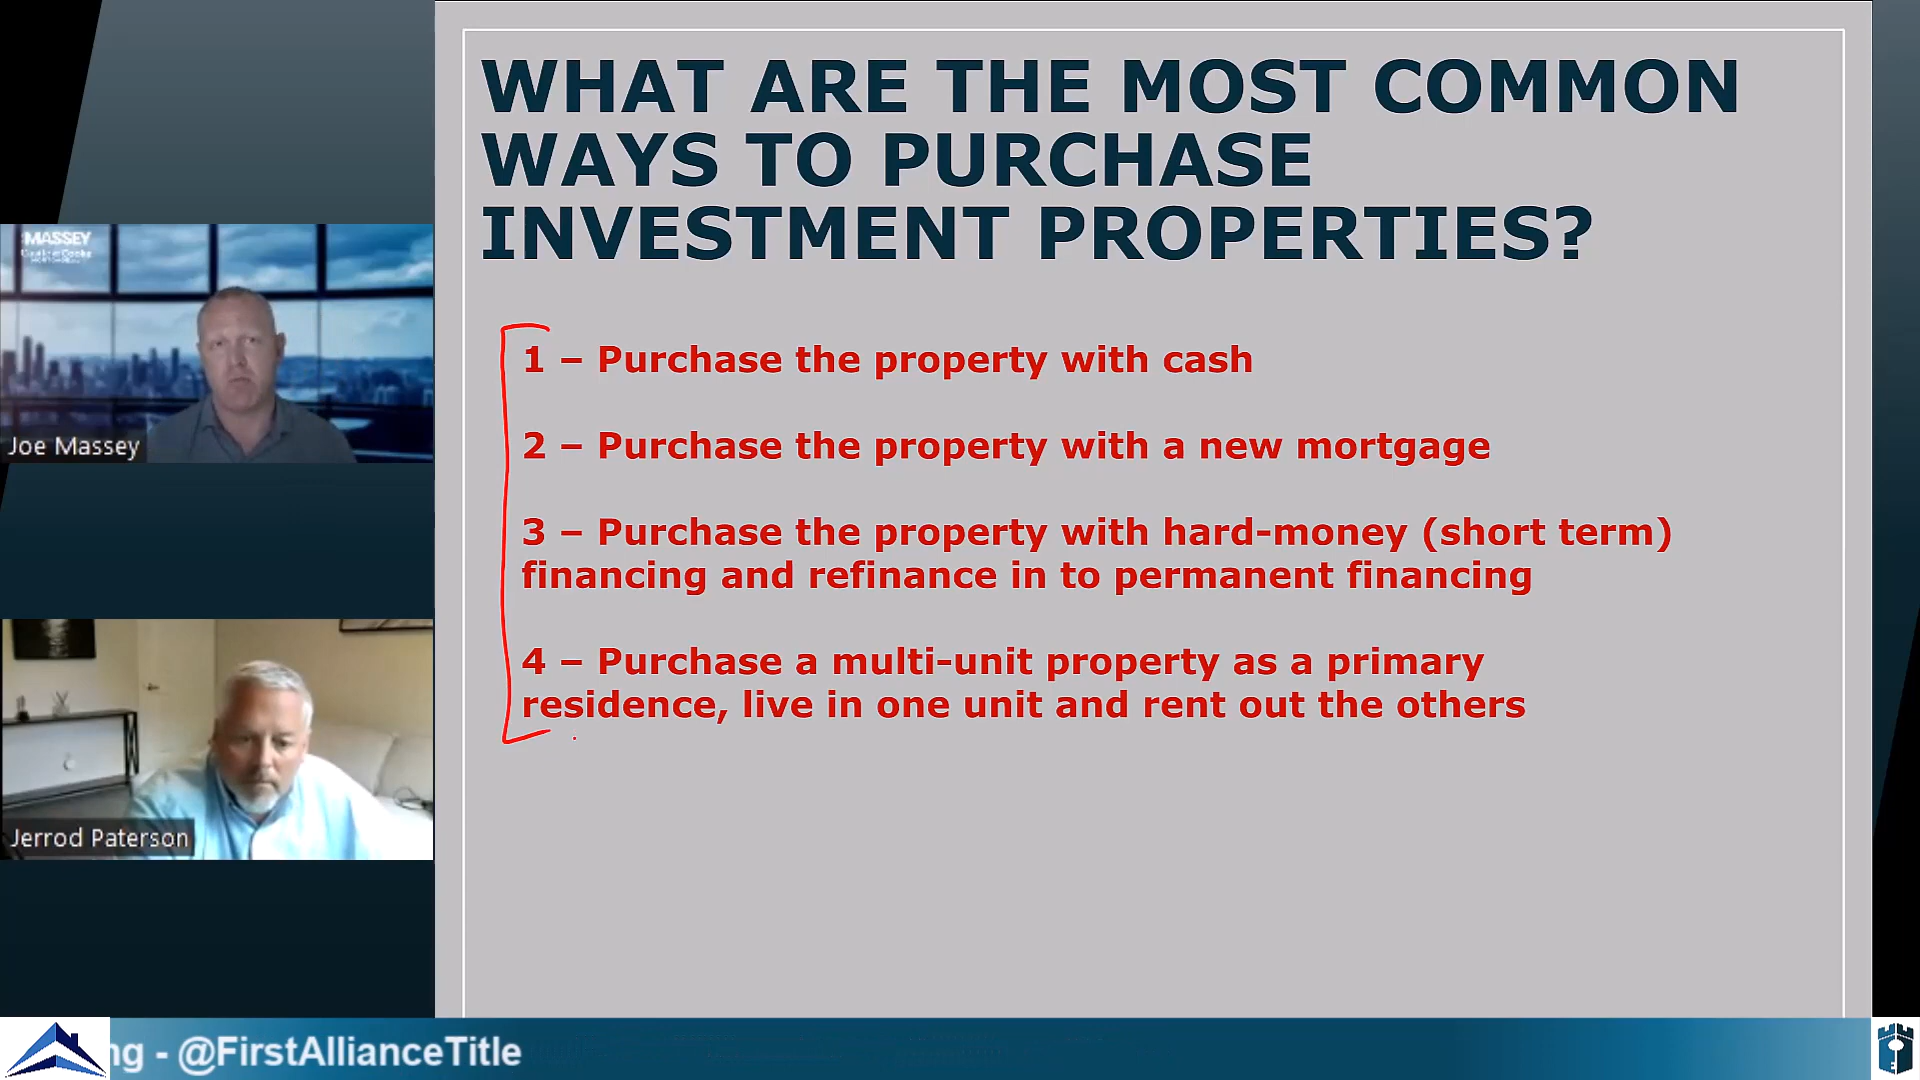 WHAT ARE THE MOST COMMON
WAYS TO PURCHASE
INVESTMENT PROPERTIES?
1 – Purchase the property with cash
2 – Purchase the property with a new mortgage
3 – Purchase the property with hard-money (short term)
financing and refinance in to permanent financing
4 – Purchase a multi-unit property as a primary
residence, live in one unit and rent out the others
MASSEY
Joe Massey
Jerrod Paterson
ng - @FirstAllianceTitle